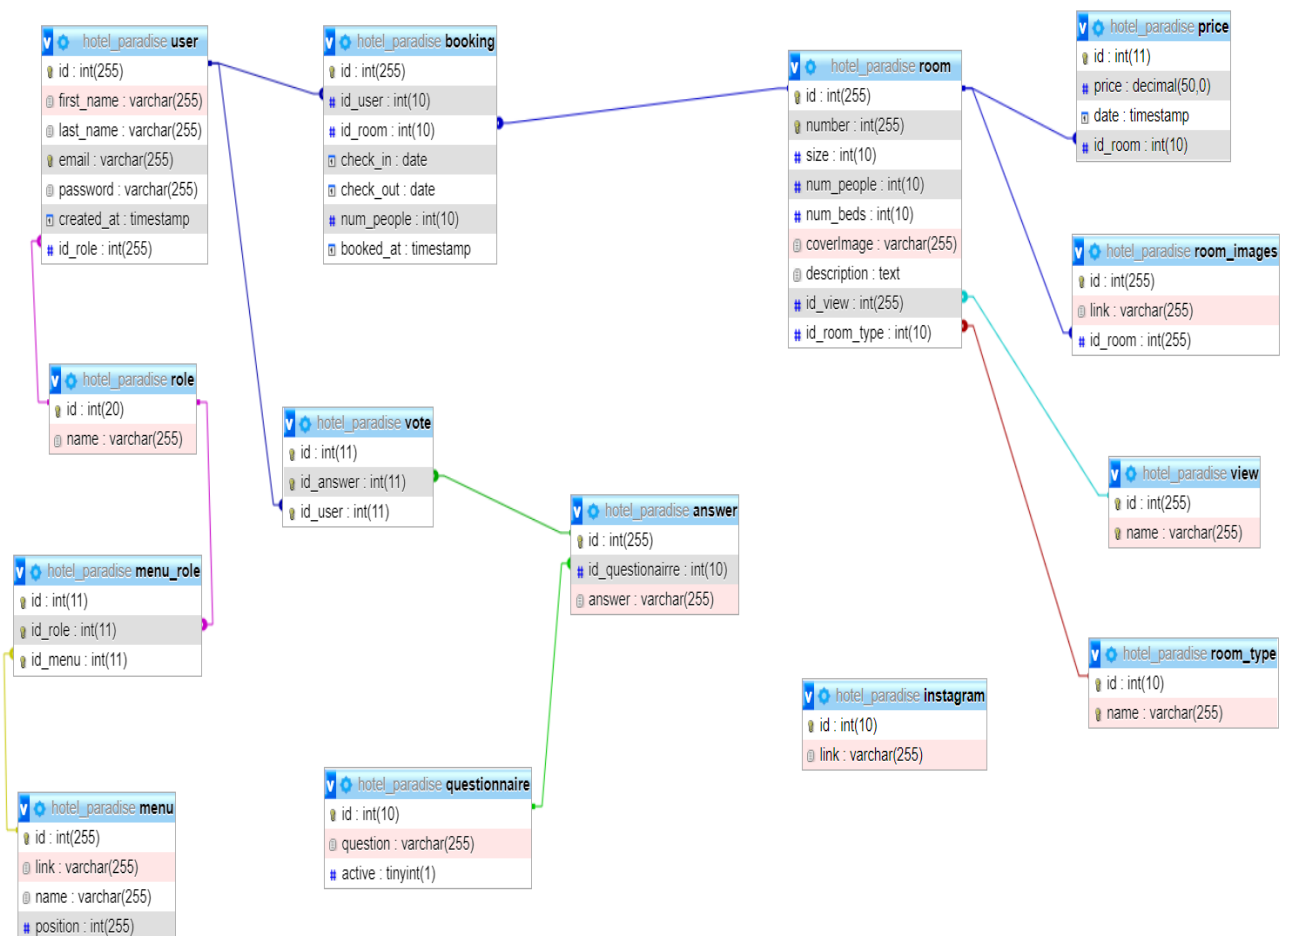 hotel_paradise user
id : int(255)
first_name : varchar(255)
last_name : varchar(255)
email : varchar(255)
password : varchar(255)
created_at : timestamp
id_role : int(255)
hotel_paradise booking
id : int(255)
id_user : int(10)
id_room : int(10)
check_in : date
check_out : date
num_people : int(10)
booked_at : timestamp
hotel_paradise room
id : int(255)
number : int(255)
size : int(10)
num_people : int(10)
num_beds : int(10)
coverImage : varchar(255)
description : text
id_view : int(255)
id_room_type : int(10)
hotel_paradise price
id : int(11)
price : decimal(50,0)
date : timestamp
id_room : int(10)
hotel_paradise room_images
id : int(255)
link : varchar(255)
id_room : int(255)
hotel_paradise role
id : int(20)
name : varchar(255)
hotel_paradise vote
id : int(11)
id_answer : int(11)
id_user : int(11)
hotel_paradise answer
id : int(255)
id_questionairre : int(10)
answer : varchar(255)
hotel_paradise view
id : int(255)
name : varchar(255)
hotel_paradise menu_role
id : int(11)
id_role : int(11)
id_menu : int(11)
hotel_paradise room_type
id : int(10)
name : varchar(255)
hotel_paradise instagram
id : int(10)
link : varchar(255)
hotel_paradise questionnaire
id : int(10)
question : varchar(255)
active : tinyint(1)
hotel_paradise menu
id : int(255)
link : varchar(255)
name : varchar(255)
position : int(255)